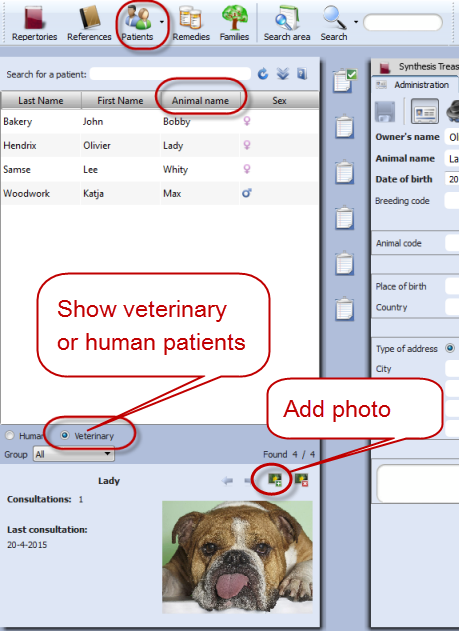 Repertories References Patients Remedies Families Search area Search
Synthesis Treas
Search for a patient:
Administration
Last Name First Name Animal name Sex
Bakery John Bobby
Hendrix Olivier Lady
Samse Lee Whity
Woodwork Katja Max
Owner's name Ol
Animal name La
Date of birth 20
Breeding code
Animal code
Place of birth
Country
Type of address
City
Show veterinary
or human patients
Add photo
Human Veterinary
Group All Found 4 / 4
Lady
Consultations: 1
Last consultation:
20-4-2015